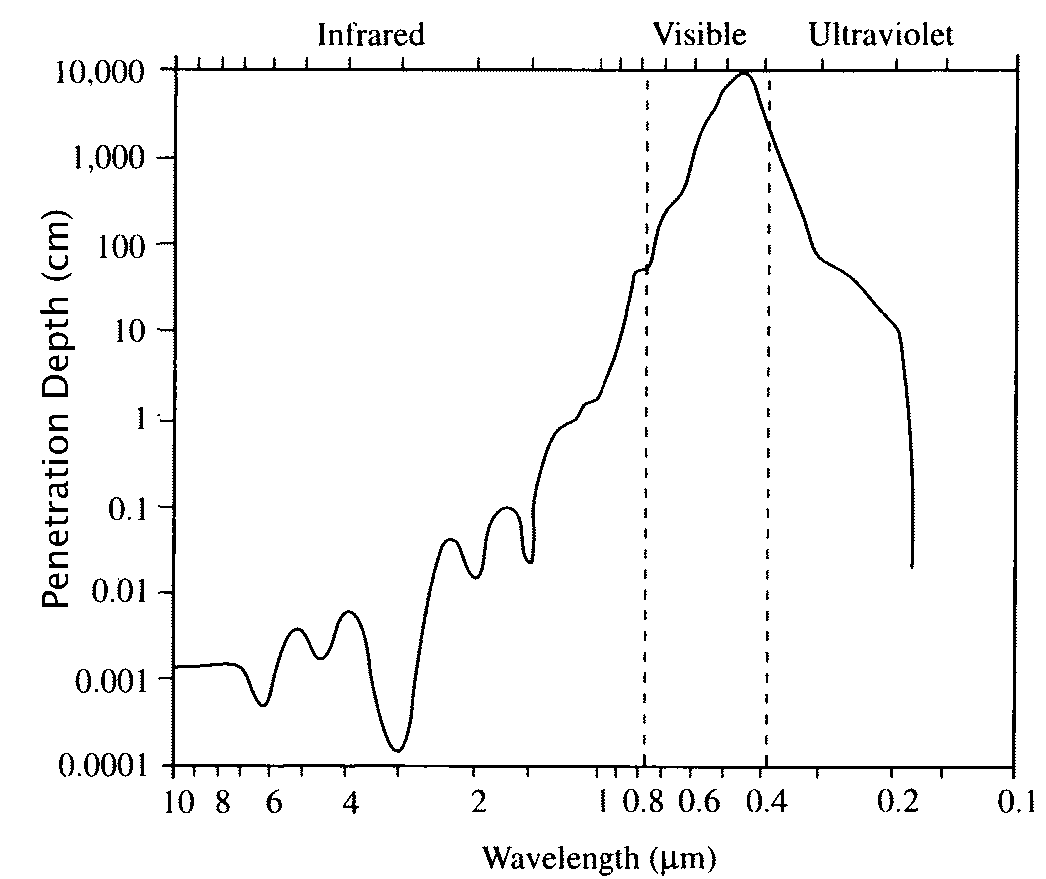 Infrared Visible Ultraviolet
10,000
1,000
100
10
1
0.1
0.01
0.001
0.0001
Penetration Depth (cm)
10 8 6 4 2 1 0.8 0.6 0.4 0.2 0.1
Wavelength (μm)